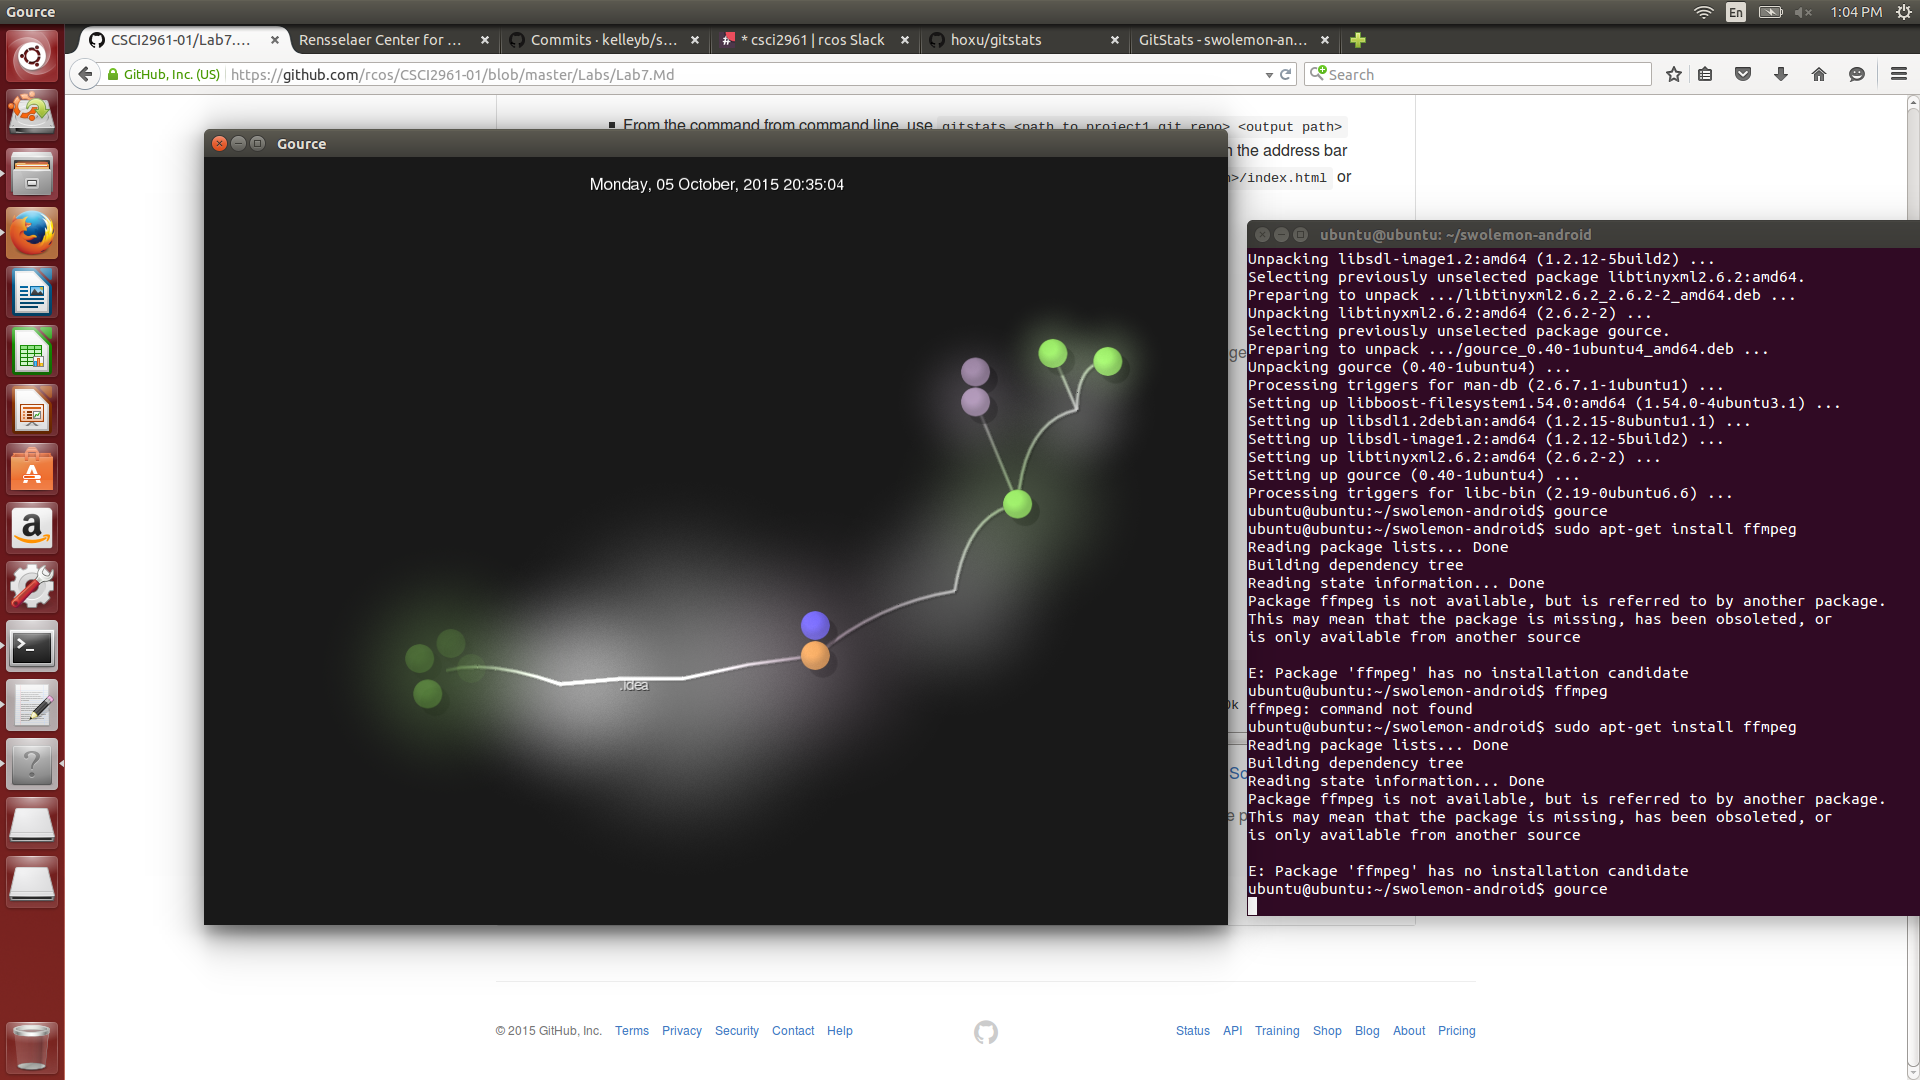 Gource
En
1:04 PM
CSCI2961-01/Lab7.... ×
Rensselaer Center for ... ×
Commits · kelleyb/s... ×
* csci2961 | rcos Slack ×
hoxu/gitstats ×
GitStats - swolemon-an... ×
GitHub, Inc. (US)
https://github.com/rcos/CSCI2961-01/blob/master/Labs/Lab7.Md
Search
From the command from command line, use gitstats <path to project1 git repo> <output path>
n the address bar
>/index.html or
Gource
Monday, 05 October, 2015 20:35:04
.idea
ge
0k
So
e p
ubuntu@ubuntu: ~/swolemon-android
Unpacking libsdl-image1.2:amd64 (1.2.12-5build2) ...
Selecting previously unselected package libtinyxml2.6.2:amd64.
Preparing to unpack .../libtinyxml2.6.2_2.6.2-2_amd64.deb ...
Unpacking libtinyxml2.6.2:amd64 (2.6.2-2) ...
Selecting previously unselected package gource.
Preparing to unpack .../gource_0.40-1ubuntu4_amd64.deb ...
Unpacking gource (0.40-1ubuntu4) ...
Processing triggers for man-db (2.6.7.1-1ubuntu1) ...
Setting up libboost-filesystem1.54.0:amd64 (1.54.0-4ubuntu3.1) ...
Setting up libsdl1.2debian:amd64 (1.2.15-8ubuntu1.1) ...
Setting up libsdl-image1.2:amd64 (1.2.12-5build2) ...
Setting up libtinyxml2.6.2:amd64 (2.6.2-2) ...
Setting up gource (0.40-1ubuntu4) ...
Processing triggers for libc-bin (2.19-0ubuntu6.6) ...
ubuntu@ubuntu:~/swolemon-android$ gource
ubuntu@ubuntu:~/swolemon-android$ sudo apt-get install ffmpeg
Reading package lists... Done
Building dependency tree
Reading state information... Done
Package ffmpeg is not available, but is referred to by another package.
This may mean that the package is missing, has been obsoleted, or
is only available from another source
E: Package 'ffmpeg' has no installation candidate
ubuntu@ubuntu:~/swolemon-android$ ffmpeg
ffmpeg: command not found
ubuntu@ubuntu:~/swolemon-android$ sudo apt-get install ffmpeg
Reading package lists... Done
Building dependency tree
Reading state information... Done
Package ffmpeg is not available, but is referred to by another package.
This may mean that the package is missing, has been obsoleted, or
is only available from another source
E: Package 'ffmpeg' has no installation candidate
ubuntu@ubuntu:~/swolemon-android$ gource
© 2015 GitHub, Inc. Terms Privacy Security Contact Help
Status API Training Shop Blog About Pricing